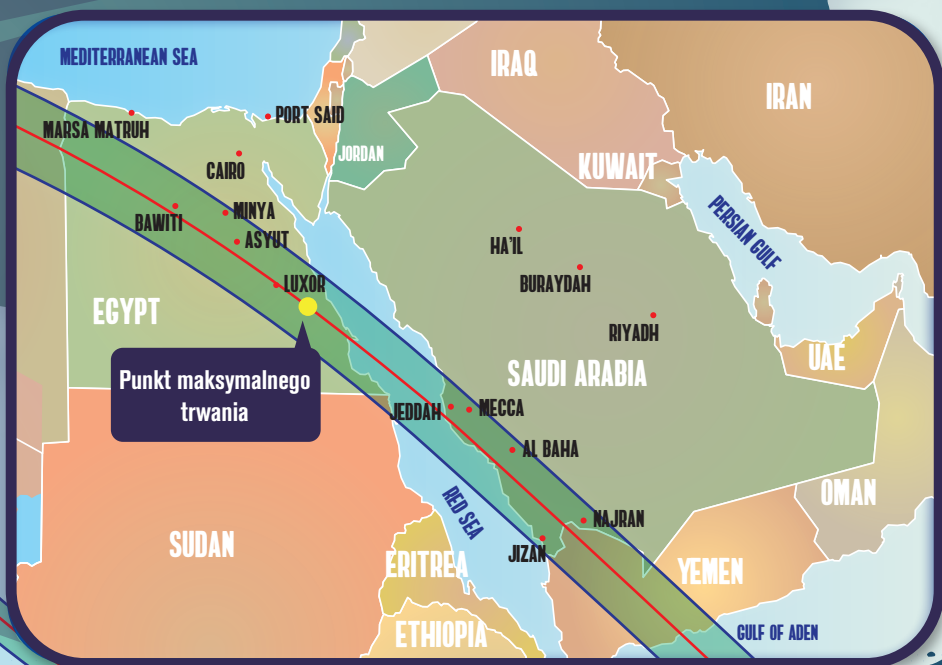 MEDITERRANEAN SEA
IRAQ
IRAN
PORT SAID
MARSA MATRUH
JORDAN
CAIRO
KUWAIT
MINYA
BAWITI
ASYUT
HA'IL
PERSIAN GULF
BURAYDAH
LUXOR
EGYPT
RIYADH
UAE
SAUDI ARABIA
Punkt maksymalnego
trwania
JEDDAH
MECCA
AL BAHA
OMAN
RED SEA
NAJRAN
SUDAN
JIZAN
ERITREA
YEMEN
ETHIOPIA
GULF OF ADEN